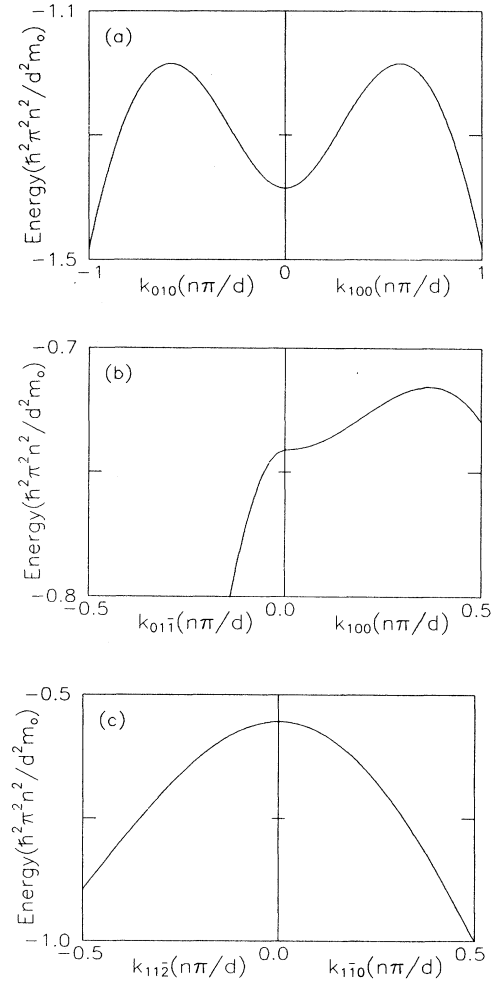 -1.1
(a)
Energy(ħ²π²n²/d²m₀)
-1.5
-1 0 1
k₀₁₀(nπ/d) k₁₀₀(nπ/d)
-0.7
(b)
Energy(ħ²π²n²/d²m₀)
-0.8
-0.5 0.0 0.5
k₀₁1̄(nπ/d) k₁₀₀(nπ/d)
-0.5
(c)
Energy(ħ²π²n²/d²m₀)
-1.0
-0.5 0.0 0.5
k₁₁2̄(nπ/d) k₁1̄₀(nπ/d)